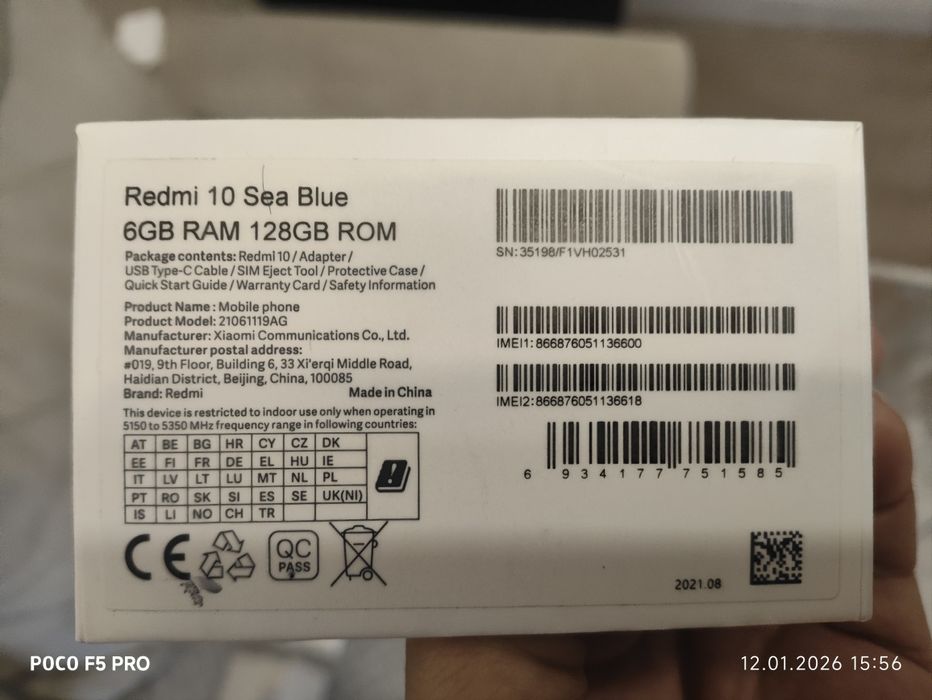 Redmi 10 Sea Blue
6GB RAM 128GB ROM
Package contents: Redmi 10 / Adapter /
USB Type-C Cable / SIM Eject Tool / Protective Case /
Quick Start Guide / Warranty Card / Safety Information
Product Name : Mobile phone
Product Model: 21061119AG
Manufacturer: Xiaomi Communications Co., Ltd.
Manufacturer postal address:
#019, 9th Floor, Building 6, 33 Xi'erqi Middle Road,
Haidian District, Beijing, China, 100085
Brand: Redmi Made in China
This device is restricted to indoor use only when operating in
5150 to 5350 MHz frequency range in following countries:
AT BE BG HR CY CZ DK
EE FI FR DE EL HU IE
IT LV LT LU MT NL PL
PT RO SK SI ES SE UK(NI)
IS LI NO CH TR
CE
QC
PASS
SN: 35198/F1VH02531
IMEI1: 866876051136600
IMEI2: 866876051136618
6 934177 751585
2021.08
POCO F5 PRO
12.01.2026 15:56